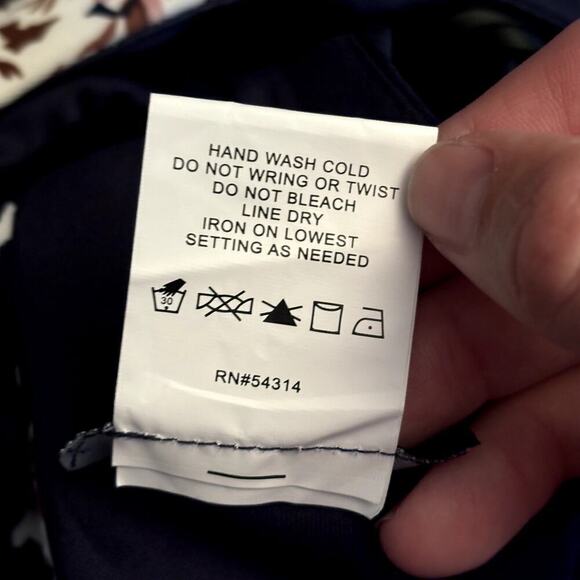 HAND WASH COLD
DO NOT WRING OR TWIST
DO NOT BLEACH
LINE DRY
IRON ON LOWEST
SETTING AS NEEDED
30
RN#54314